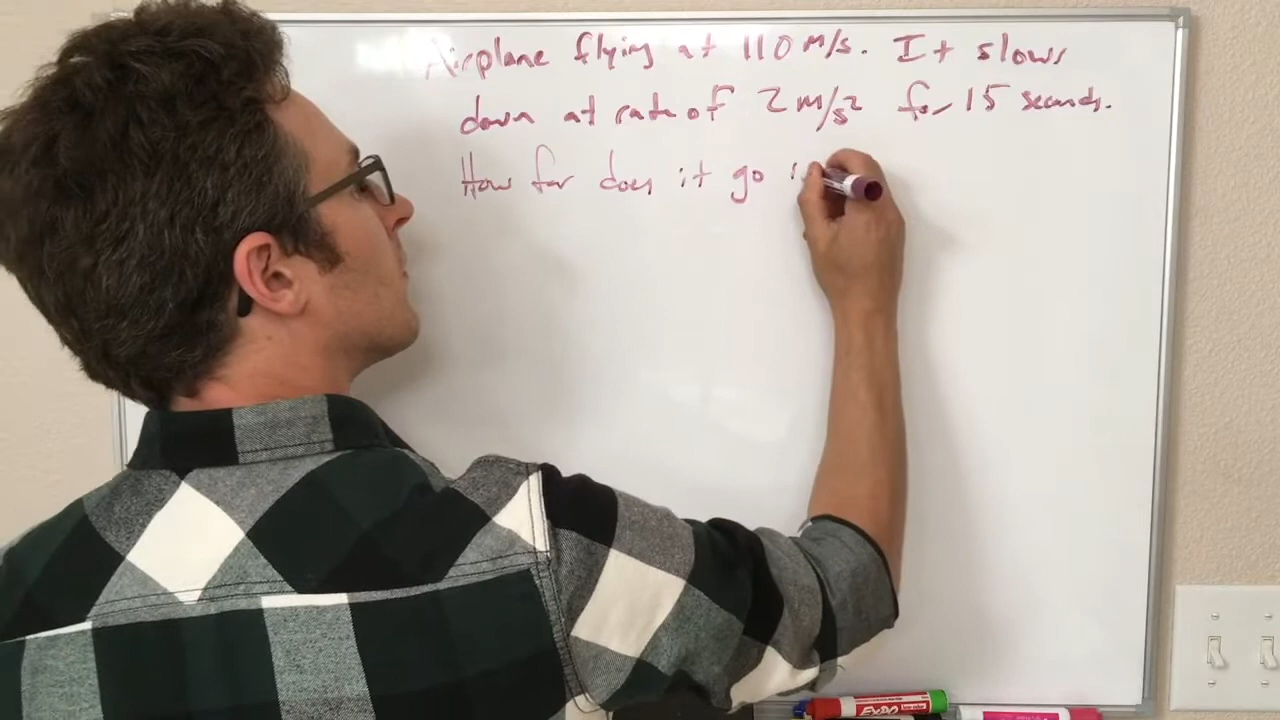 Airplane flying at 110 m/s. It slows
down at rate of 2 m/s² for 15 seconds.
How far does it go i
EXPO